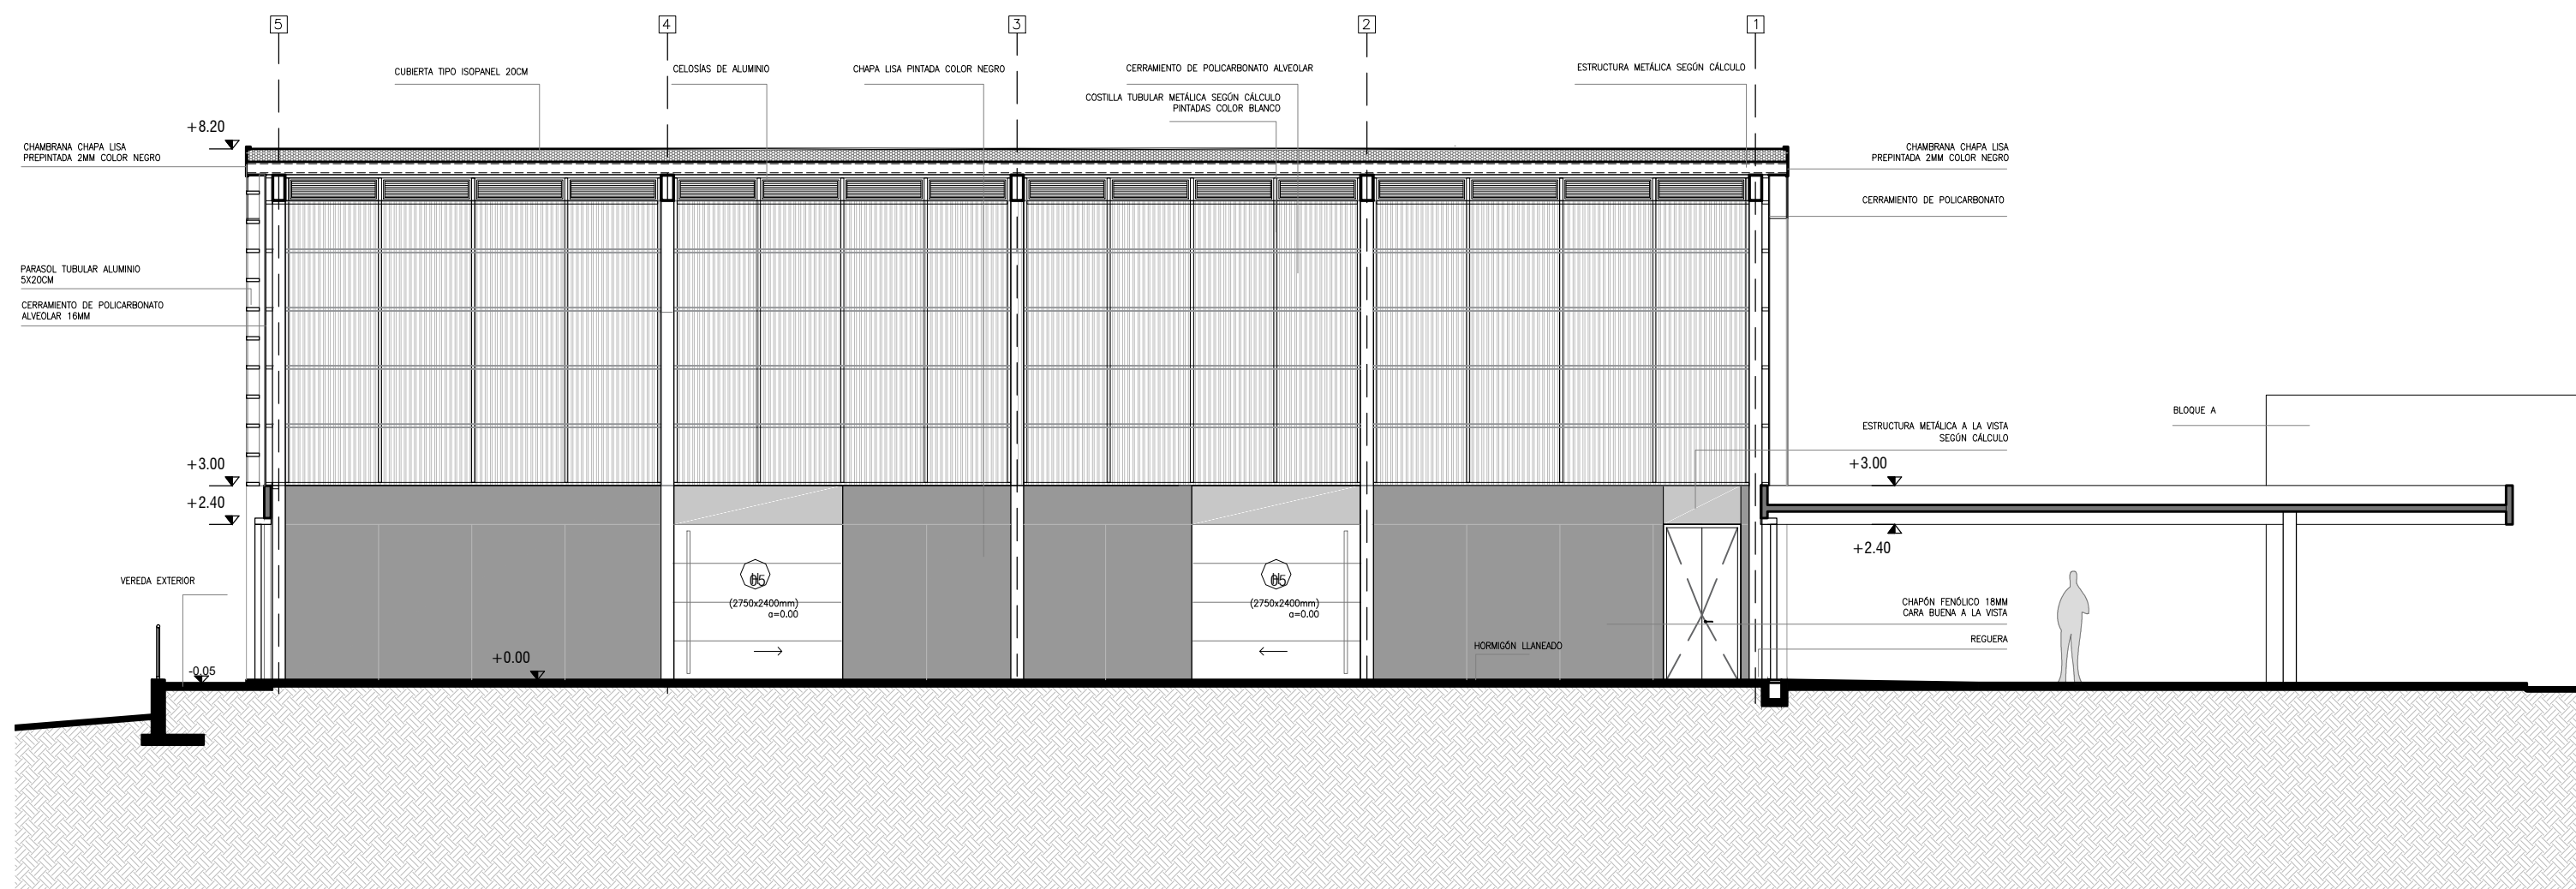 5
4
3
2
1
CUBIERTA TIPO ISOPANEL 20CM
CELOSÍAS DE ALUMINIO
CHAPA LISA PINTADA COLOR NEGRO
CERRAMIENTO DE POLICARBONATO ALVEOLAR
ESTRUCTURA METÁLICA SEGÚN CÁLCULO
COSTILLA TUBULAR METÁLICA SEGÚN CÁLCULO
PINTADAS COLOR BLANCO
+8.20
CHAMBRANA CHAPA LISA
PREPINTADA 2MM COLOR NEGRO
CHAMBRANA CHAPA LISA
PREPINTADA 2MM COLOR NEGRO
CERRAMIENTO DE POLICARBONATO
PARASOL TUBULAR ALUMINIO
5X20CM
CERRAMIENTO DE POLICARBONATO
ALVEOLAR 16MM
BLOQUE A
ESTRUCTURA METÁLICA A LA VISTA
SEGÚN CÁLCULO
+3.00
+3.00
+2.40
+2.40
VEREDA EXTERIOR
(2750x2400mm)
a=0.00
(2750x2400mm)
a=0.00
CHAPÓN FENÓLICO 18MM
CARA BUENA A LA VISTA
REGUERA
HORMIGÓN LLANEADO
+0.00
-0.05